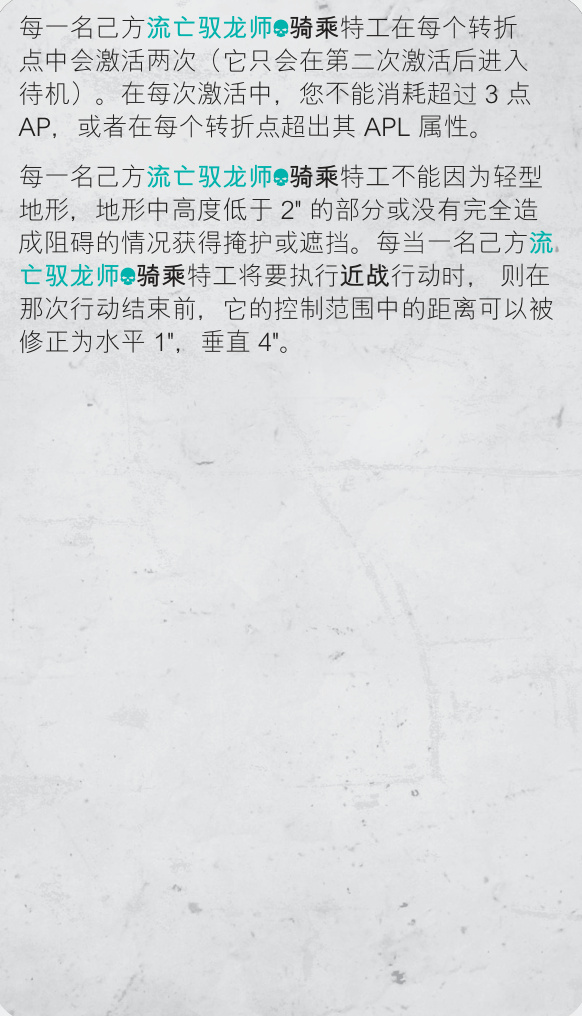 每一名己方流亡驭龙师💀骑乘特工在每个转折
点中会激活两次（它只会在第二次激活后进入
待机）。在每次激活中，您不能消耗超过 3 点
AP，或者在每个转折点超出其 APL 属性。
每一名己方流亡驭龙师💀骑乘特工不能因为轻型
地形，地形中高度低于 2" 的部分或没有完全造
成阻碍的情况获得掩护或遮挡。每当一名己方流
亡驭龙师💀骑乘特工将要执行近战行动时， 则在
那次行动结束前，它的控制范围中的距离可以被
修正为水平 1"，垂直 4"。